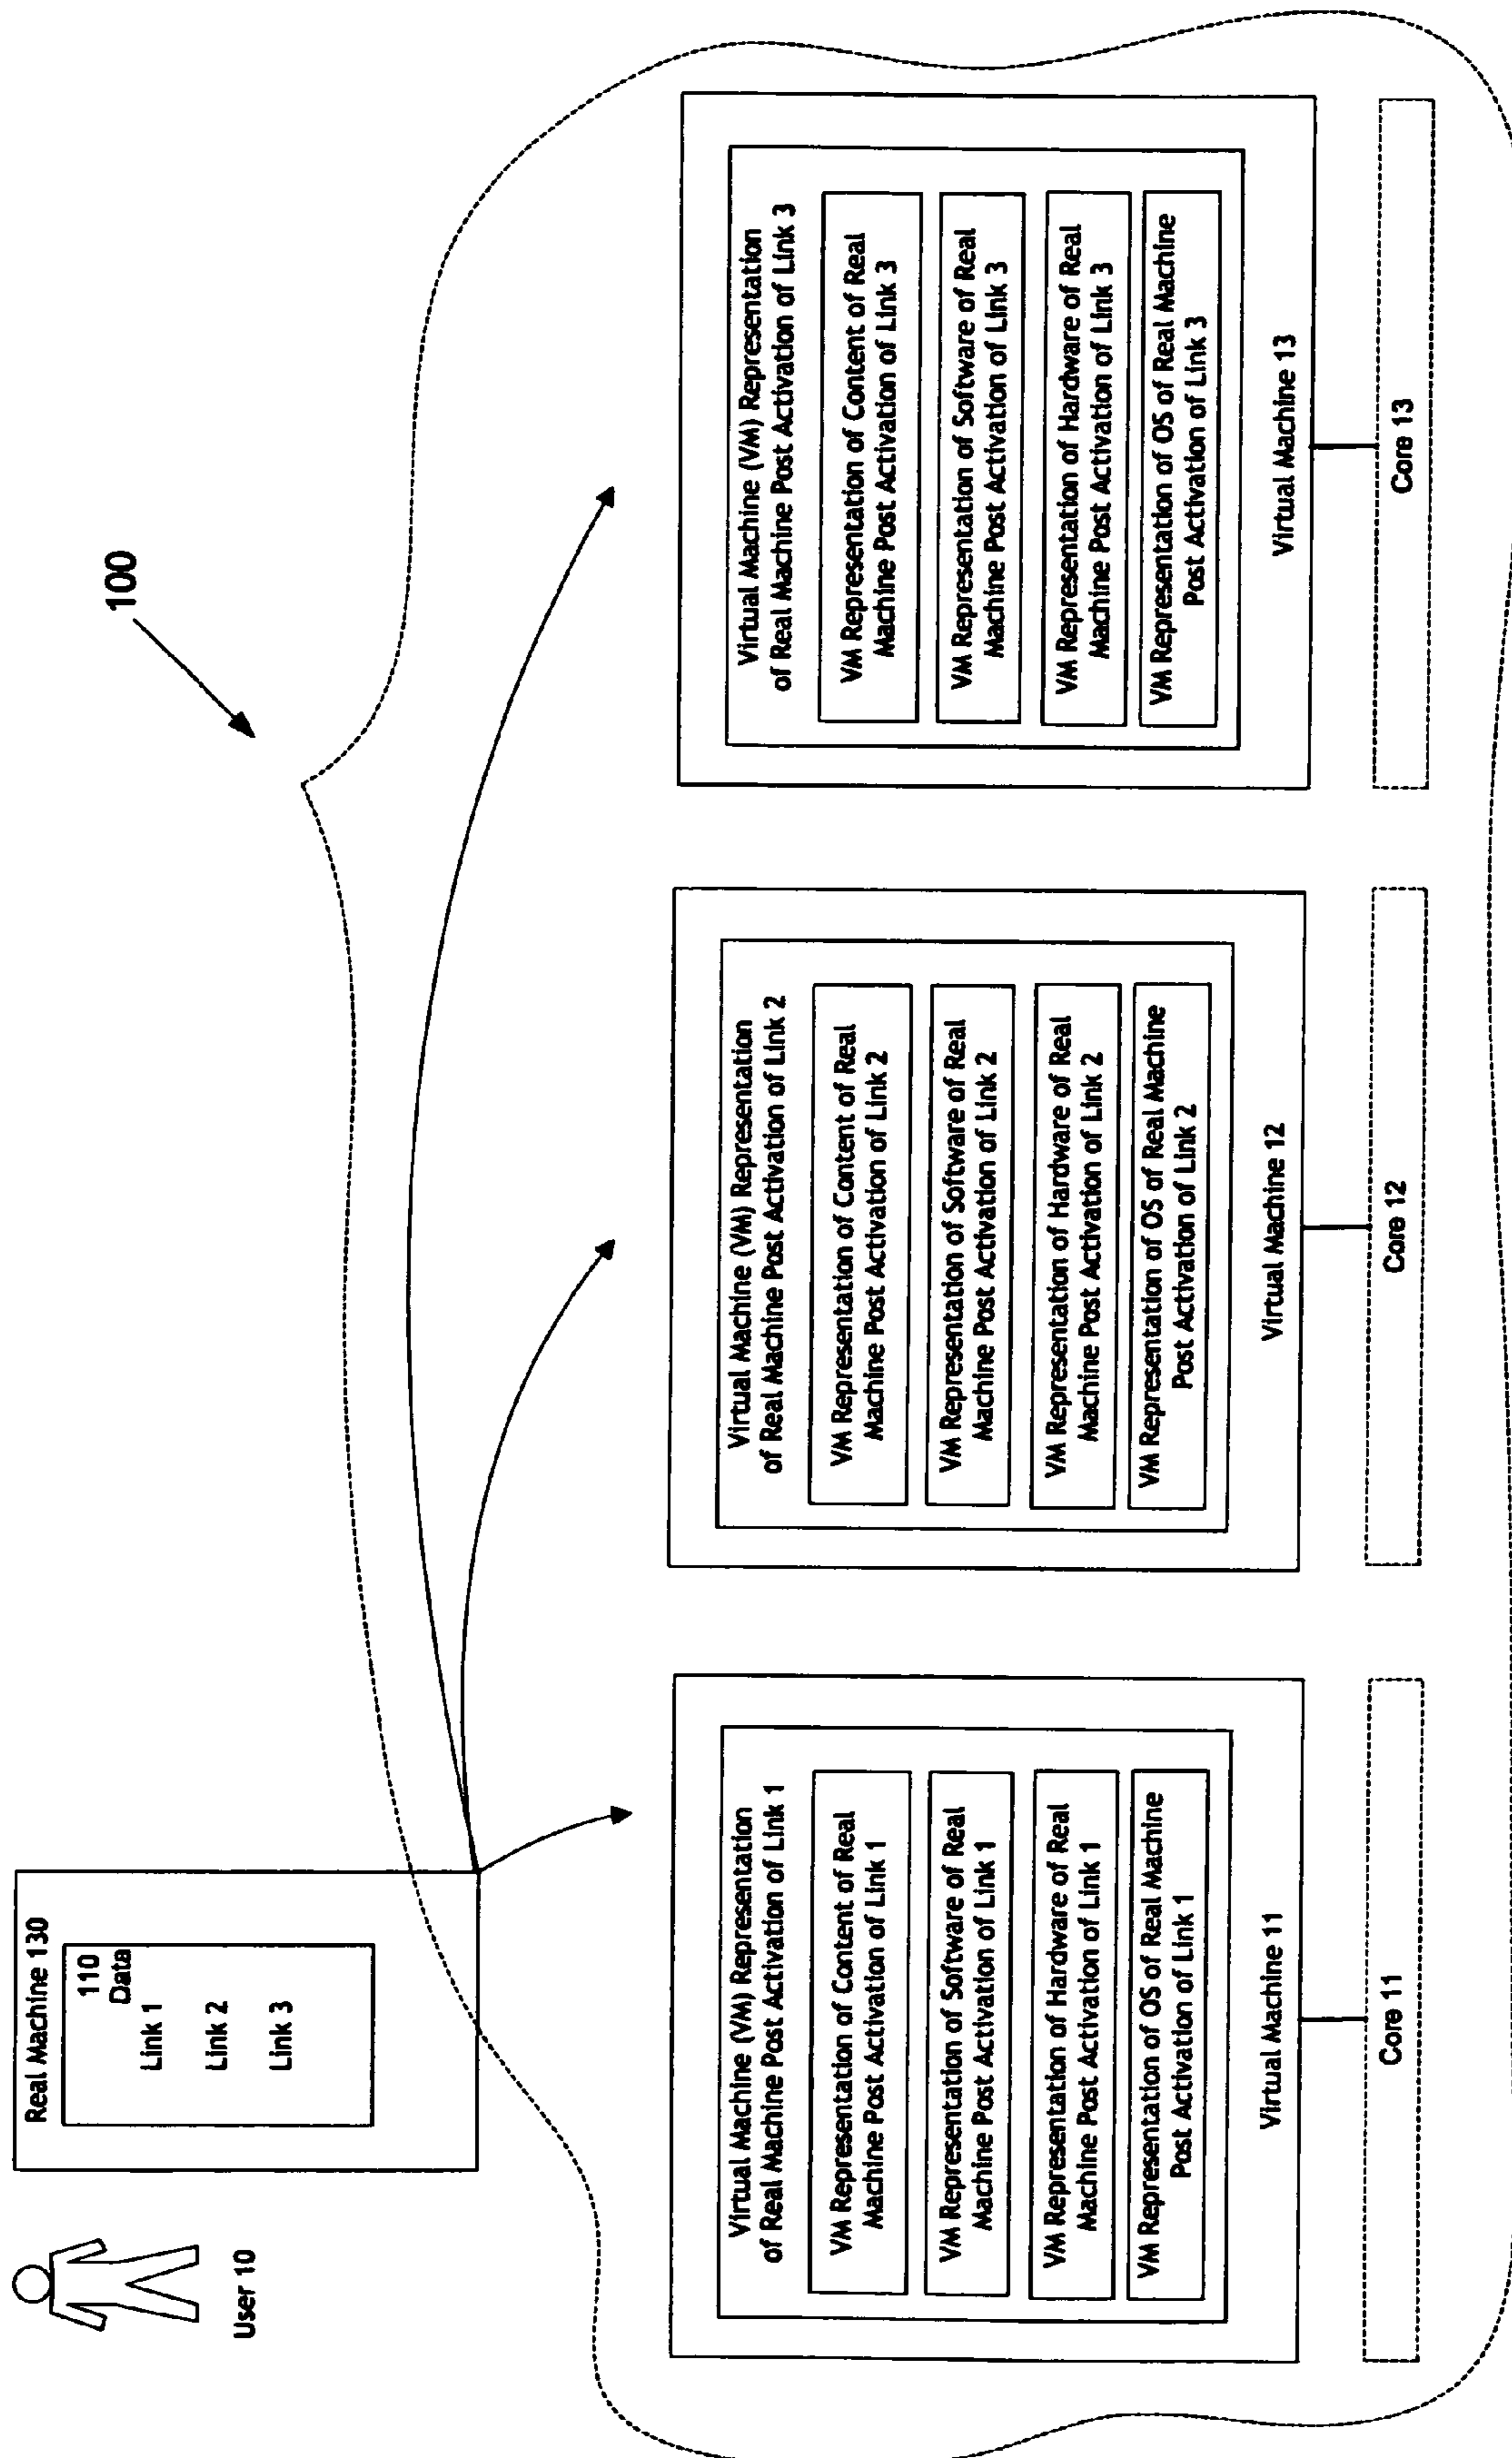 User 10
Real Machine 130
110
Data
Link 1
Link 2
Link 3
100
Virtual Machine (VM) Representation
of Real Machine Post Activation of Link 1
VM Representation of Content of Real
Machine Post Activation of Link 1
VM Representation of Software of Real
Machine Post Activation of Link 1
VM Representation of Hardware of Real
Machine Post Activation of Link 1
VM Representation of OS of Real Machine
Post Activation of Link 1
Virtual Machine 11
Core 11
Virtual Machine (VM) Representation
of Real Machine Post Activation of Link 2
VM Representation of Content of Real
Machine Post Activation of Link 2
VM Representation of Software of Real
Machine Post Activation of Link 2
VM Representation of Hardware of Real
Machine Post Activation of Link 2
VM Representation of OS of Real Machine
Post Activation of Link 2
Virtual Machine 12
Core 12
Virtual Machine (VM) Representation
of Real Machine Post Activation of Link 3
VM Representation of Content of Real
Machine Post Activation of Link 3
VM Representation of Software of Real
Machine Post Activation of Link 3
VM Representation of Hardware of Real
Machine Post Activation of Link 3
VM Representation of OS of Real Machine
Post Activation of Link 3
Virtual Machine 13
Core 13